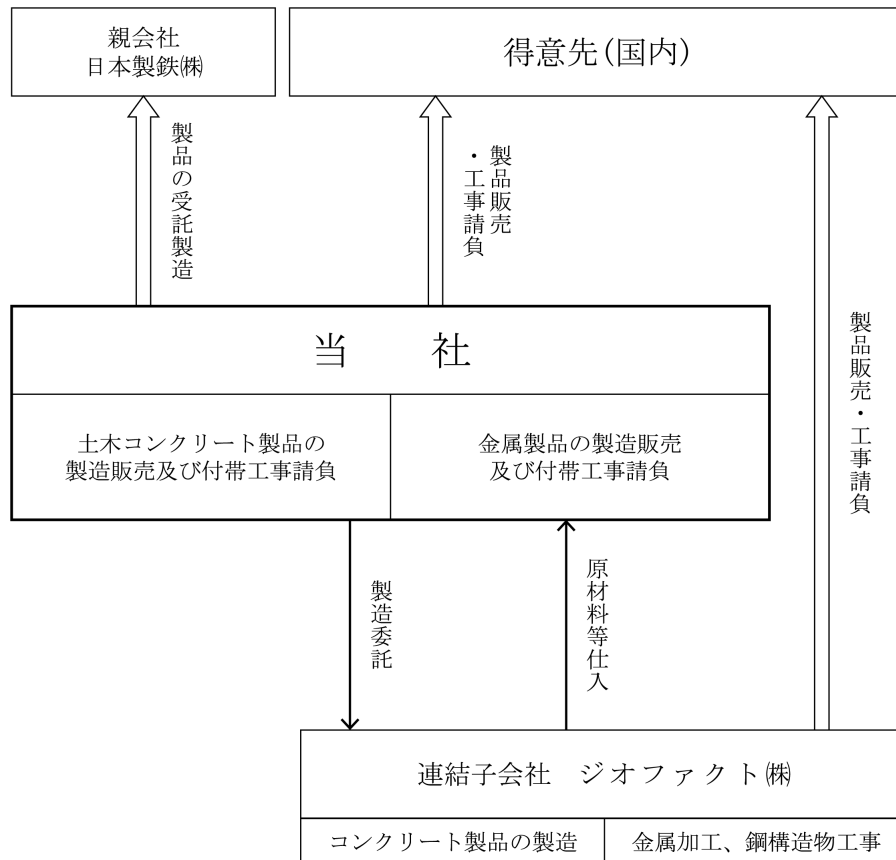 親会社
日本製鉄㈱
得意先(国内)
製品の受託製造
製品販売
・工事請負
製品販売・工事請負
当　社
土木コンクリート製品の
製造販売及び付帯工事請負
金属製品の製造販売
及び付帯工事請負
製造委託
原材料等仕入
連結子会社　ジオファクト㈱
コンクリート製品の製造
金属加工、鋼構造物工事